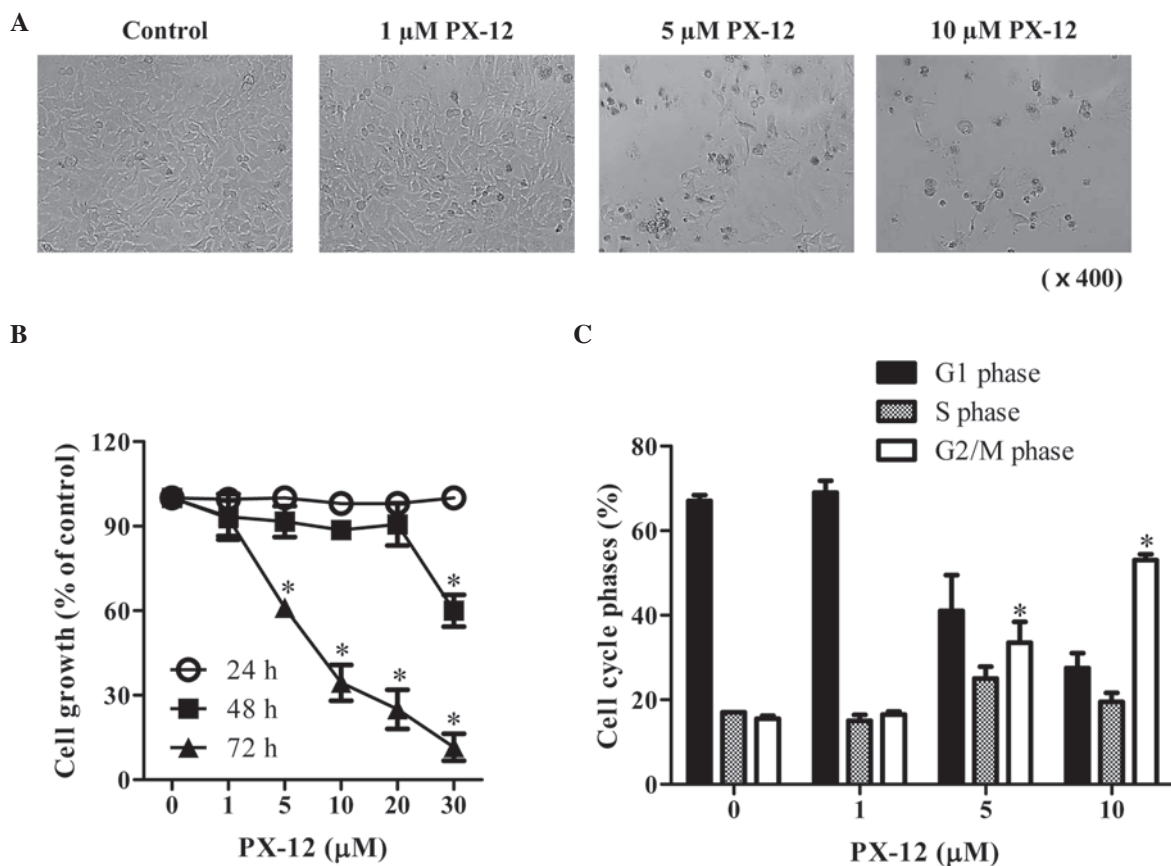 A
Control
1 µM PX-12
5 µM PX-12
10 µM PX-12
( x 400)
B
Cell growth (% of control)
120
90
60
30
0
24 h
48 h
72 h
*
*
*
*
*
0 1 5 10 20 30
PX-12 (µM)
C
G1 phase
S phase
G2/M phase
Cell cycle phases (%)
80
60
40
20
0
*
*
0 1 5 10
PX-12 (µM)